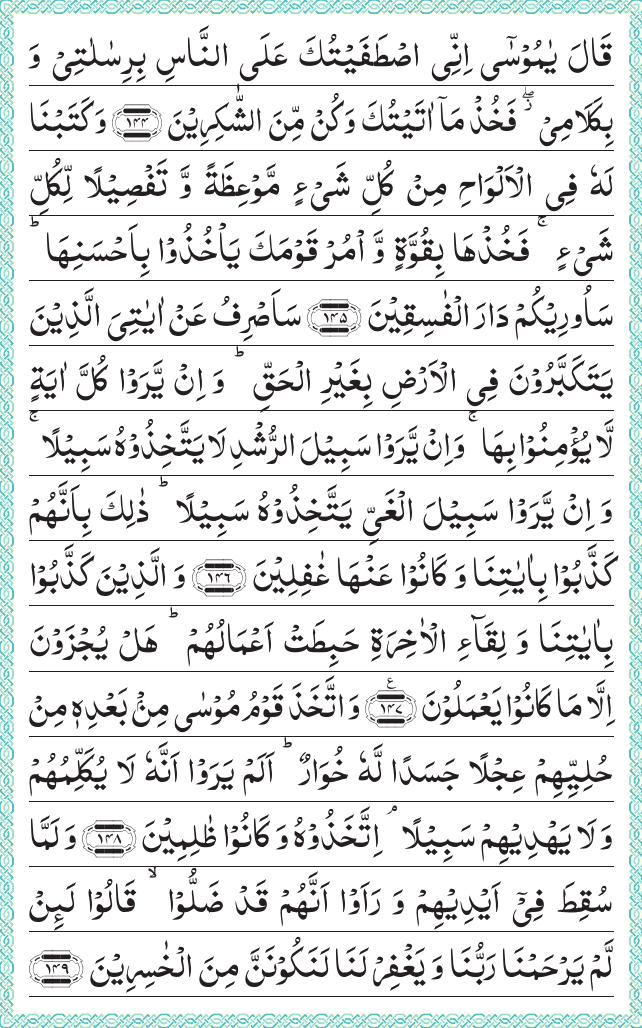 قَالَ یٰمُوْسٰۤی اِنِّی اصْطَفَیْتُكَ عَلَی النَّاسِ بِرِسٰلٰتِیْ وَ
بِكَلَامِیْ ۖ٘ فَخُذْ مَاۤ اٰتَیْتُكَ وَكُنْ مِّنَ الشّٰكِرِیْنَ ﴿۱۴۴﴾ وَكَتَبْنَا
لَهٗ فِی الْاَلْوَاحِ مِنْ كُلِّ شَیْءٍ مَّوْعِظَةً وَّ تَفْصِیْلًا لِّكُلِّ
شَیْءٍ ۚ فَخُذْهَا بِقُوَّةٍ وَّ اْمُرْ قَوْمَكَ یَاْخُذُوْا بِاَحْسَنِهَا ؕ
سَاُورِیْكُمْ دَارَ الْفٰسِقِیْنَ ﴿۱۴۵﴾ سَاَصْرِفُ عَنْ اٰیٰتِیَ الَّذِیْنَ
یَتَكَبَّرُوْنَ فِی الْاَرْضِ بِغَیْرِ الْحَقِّ ؕ وَ اِنْ یَّرَوْا كُلَّ اٰیَةٍ
لَّا یُؤْمِنُوْا بِهَا ۚ وَ اِنْ یَّرَوْا سَبِیْلَ الرُّشْدِ لَا یَتَّخِذُوْهُ سَبِیْلًا ۚ
وَ اِنْ یَّرَوْا سَبِیْلَ الْغَیِّ یَتَّخِذُوْهُ سَبِیْلًا ؕ ذٰلِكَ بِاَنَّهُمْ
كَذَّبُوْا بِاٰیٰتِنَا وَ كَانُوْا عَنْهَا غٰفِلِیْنَ ﴿۱۴۶﴾ وَ الَّذِیْنَ كَذَّبُوْا
بِاٰیٰتِنَا وَ لِقَآءِ الْاٰخِرَةِ حَبِطَتْ اَعْمَالُهُمْ ؕ هَلْ یُجْزَوْنَ
اِلَّا مَا كَانُوْا یَعْمَلُوْنَ ﴿۱۴۷﴾ ع وَ اتَّخَذَ قَوْمُ مُوْسٰی مِنْۢ بَعْدِهٖ مِنْ
حُلِیِّهِمْ عِجْلًا جَسَدًا لَّهٗ خُوَارٌ ؕ اَلَمْ یَرَوْا اَنَّهٗ لَا یُكَلِّمُهُمْ
وَ لَا یَهْدِیْهِمْ سَبِیْلًا ۘ اِتَّخَذُوْهُ وَ كَانُوْا ظٰلِمِیْنَ ﴿۱۴۸﴾ وَ لَمَّا
سُقِطَ فِیْۤ اَیْدِیْهِمْ وَ رَاَوْا اَنَّهُمْ قَدْ ضَلُّوْا ۙ قَالُوْا لَىِٕنْ
لَّمْ یَرْحَمْنَا رَبُّنَا وَ یَغْفِرْ لَنَا لَنَكُوْنَنَّ مِنَ الْخٰسِرِیْنَ ﴿۱۴۹﴾